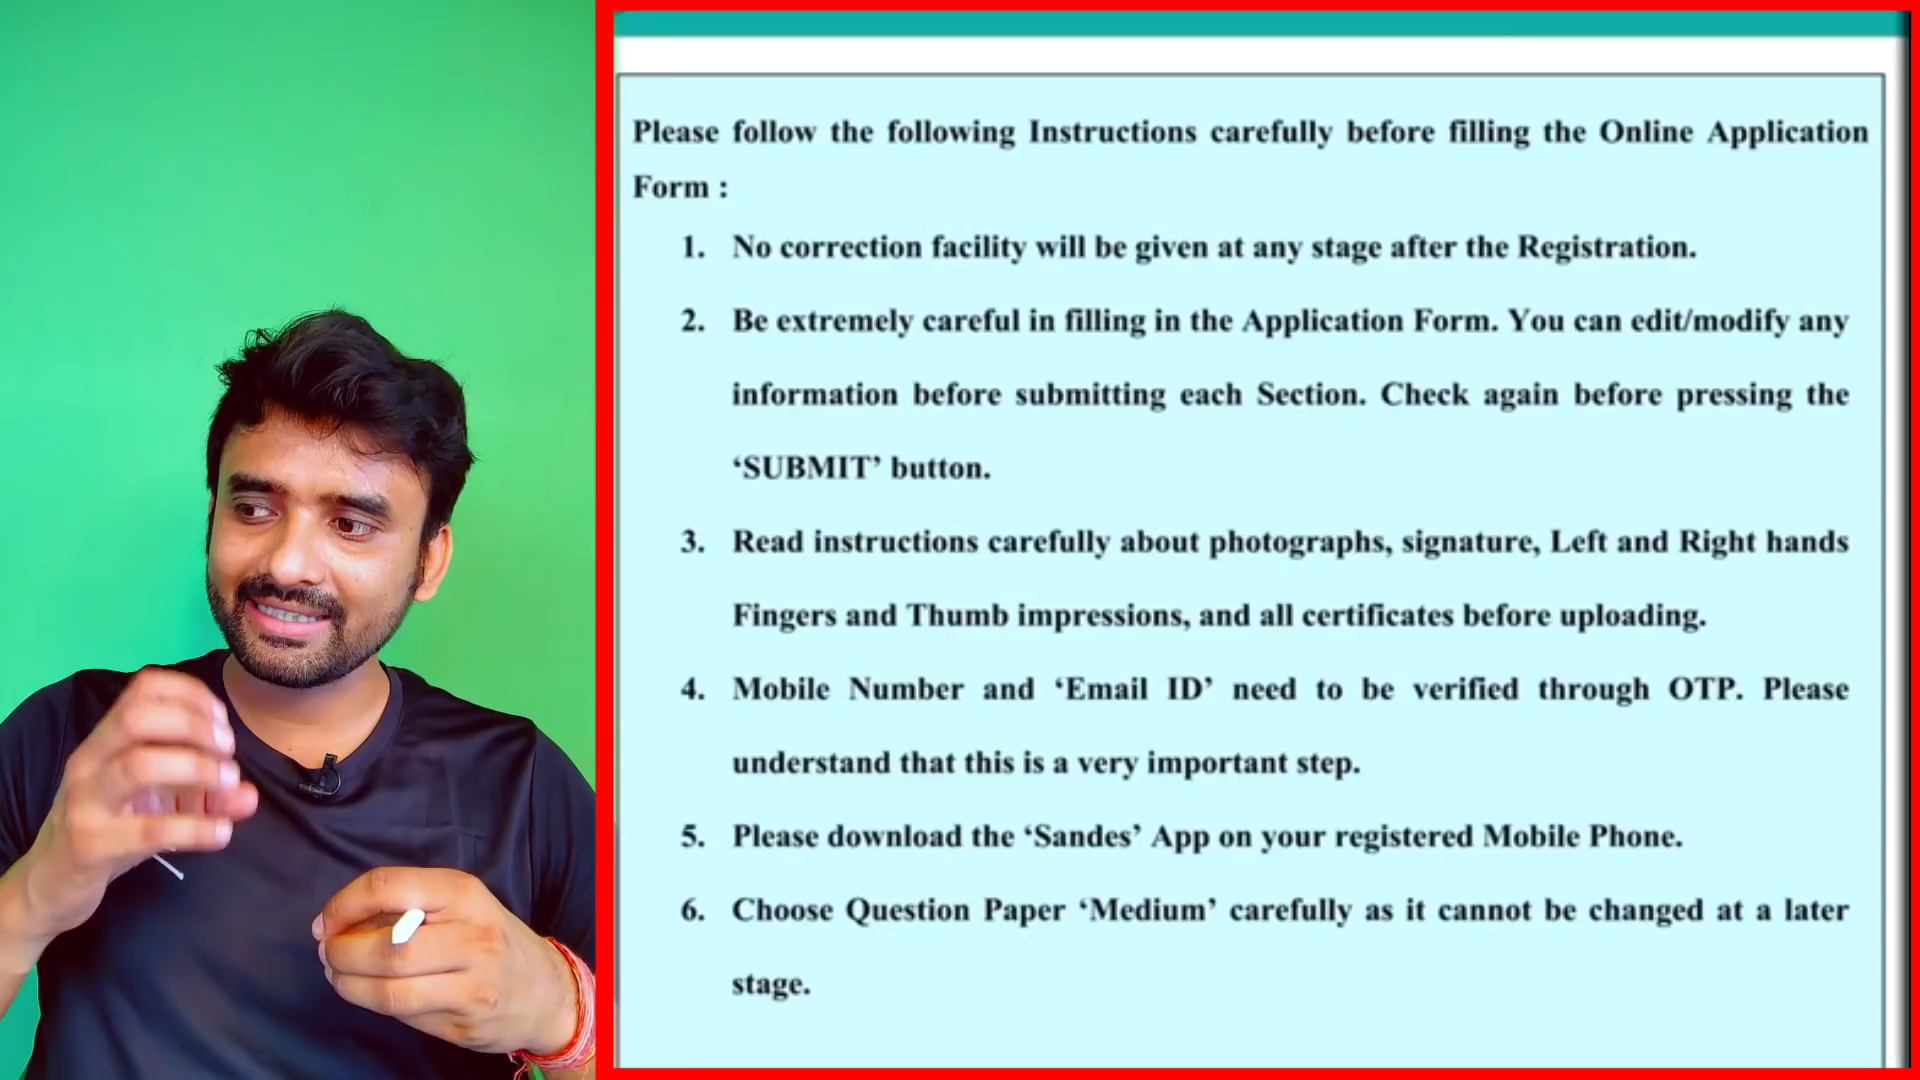 Please follow the following Instructions carefully before filling the Online Application
Form :
1. No correction facility will be given at any stage after the Registration.
2. Be extremely careful in filling in the Application Form. You can edit/modify any
information before submitting each Section. Check again before pressing the
‘SUBMIT’ button.
3. Read instructions carefully about photographs, signature, Left and Right hands
Fingers and Thumb impressions, and all certificates before uploading.
4. Mobile Number and ‘Email ID’ need to be verified through OTP. Please
understand that this is a very important step.
5. Please download the ‘Sandes’ App on your registered Mobile Phone.
6. Choose Question Paper ‘Medium’ carefully as it cannot be changed at a later
stage.